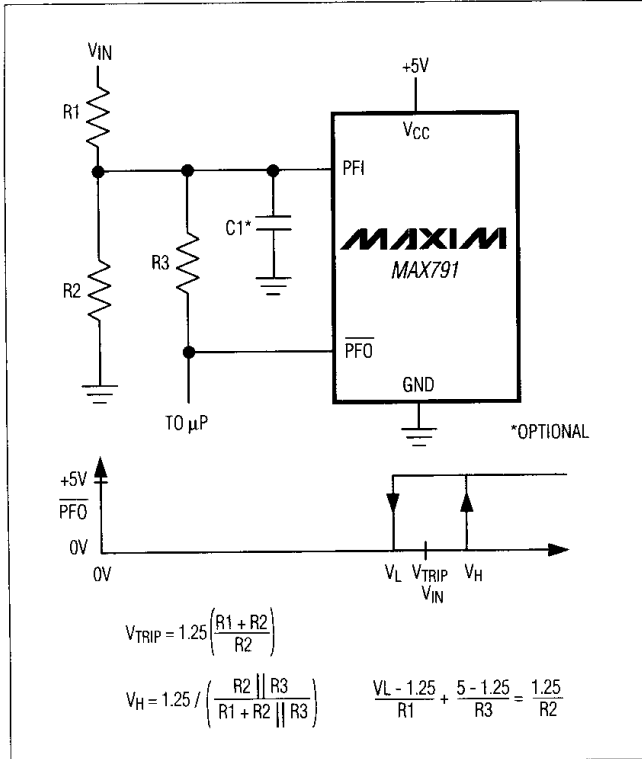 VIN
R1
+5V
VCC
PFI
C1*
MAXIM
MAX791
R3
R2
PFO
GND
TO μP
*OPTIONAL
+5V
PFO
0V
0V
VL
VTRIP
VH
VIN
VTRIP = 1.25 (R1 + R2 / R2)
VH = 1.25 / (R2 || R3 / R1 + R2 || R3)
VL - 1.25 / R1 + 5 - 1.25 / R3 = 1.25 / R2